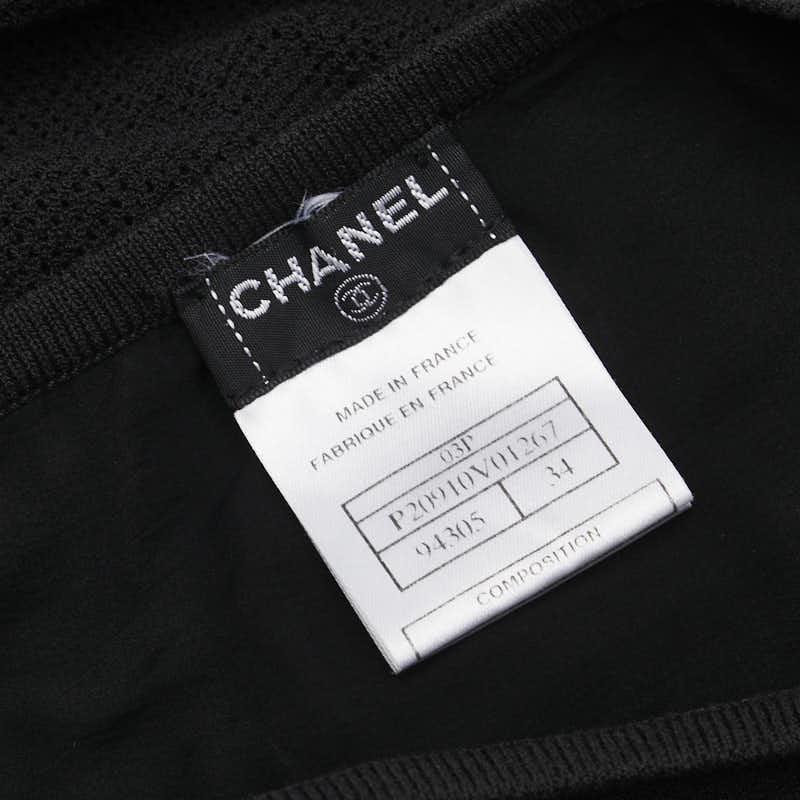 CHANEL
MADE IN FRANCE
FABRIQUE EN FRANCE
03P
P20910V01267
94305 34
COMPOSITION